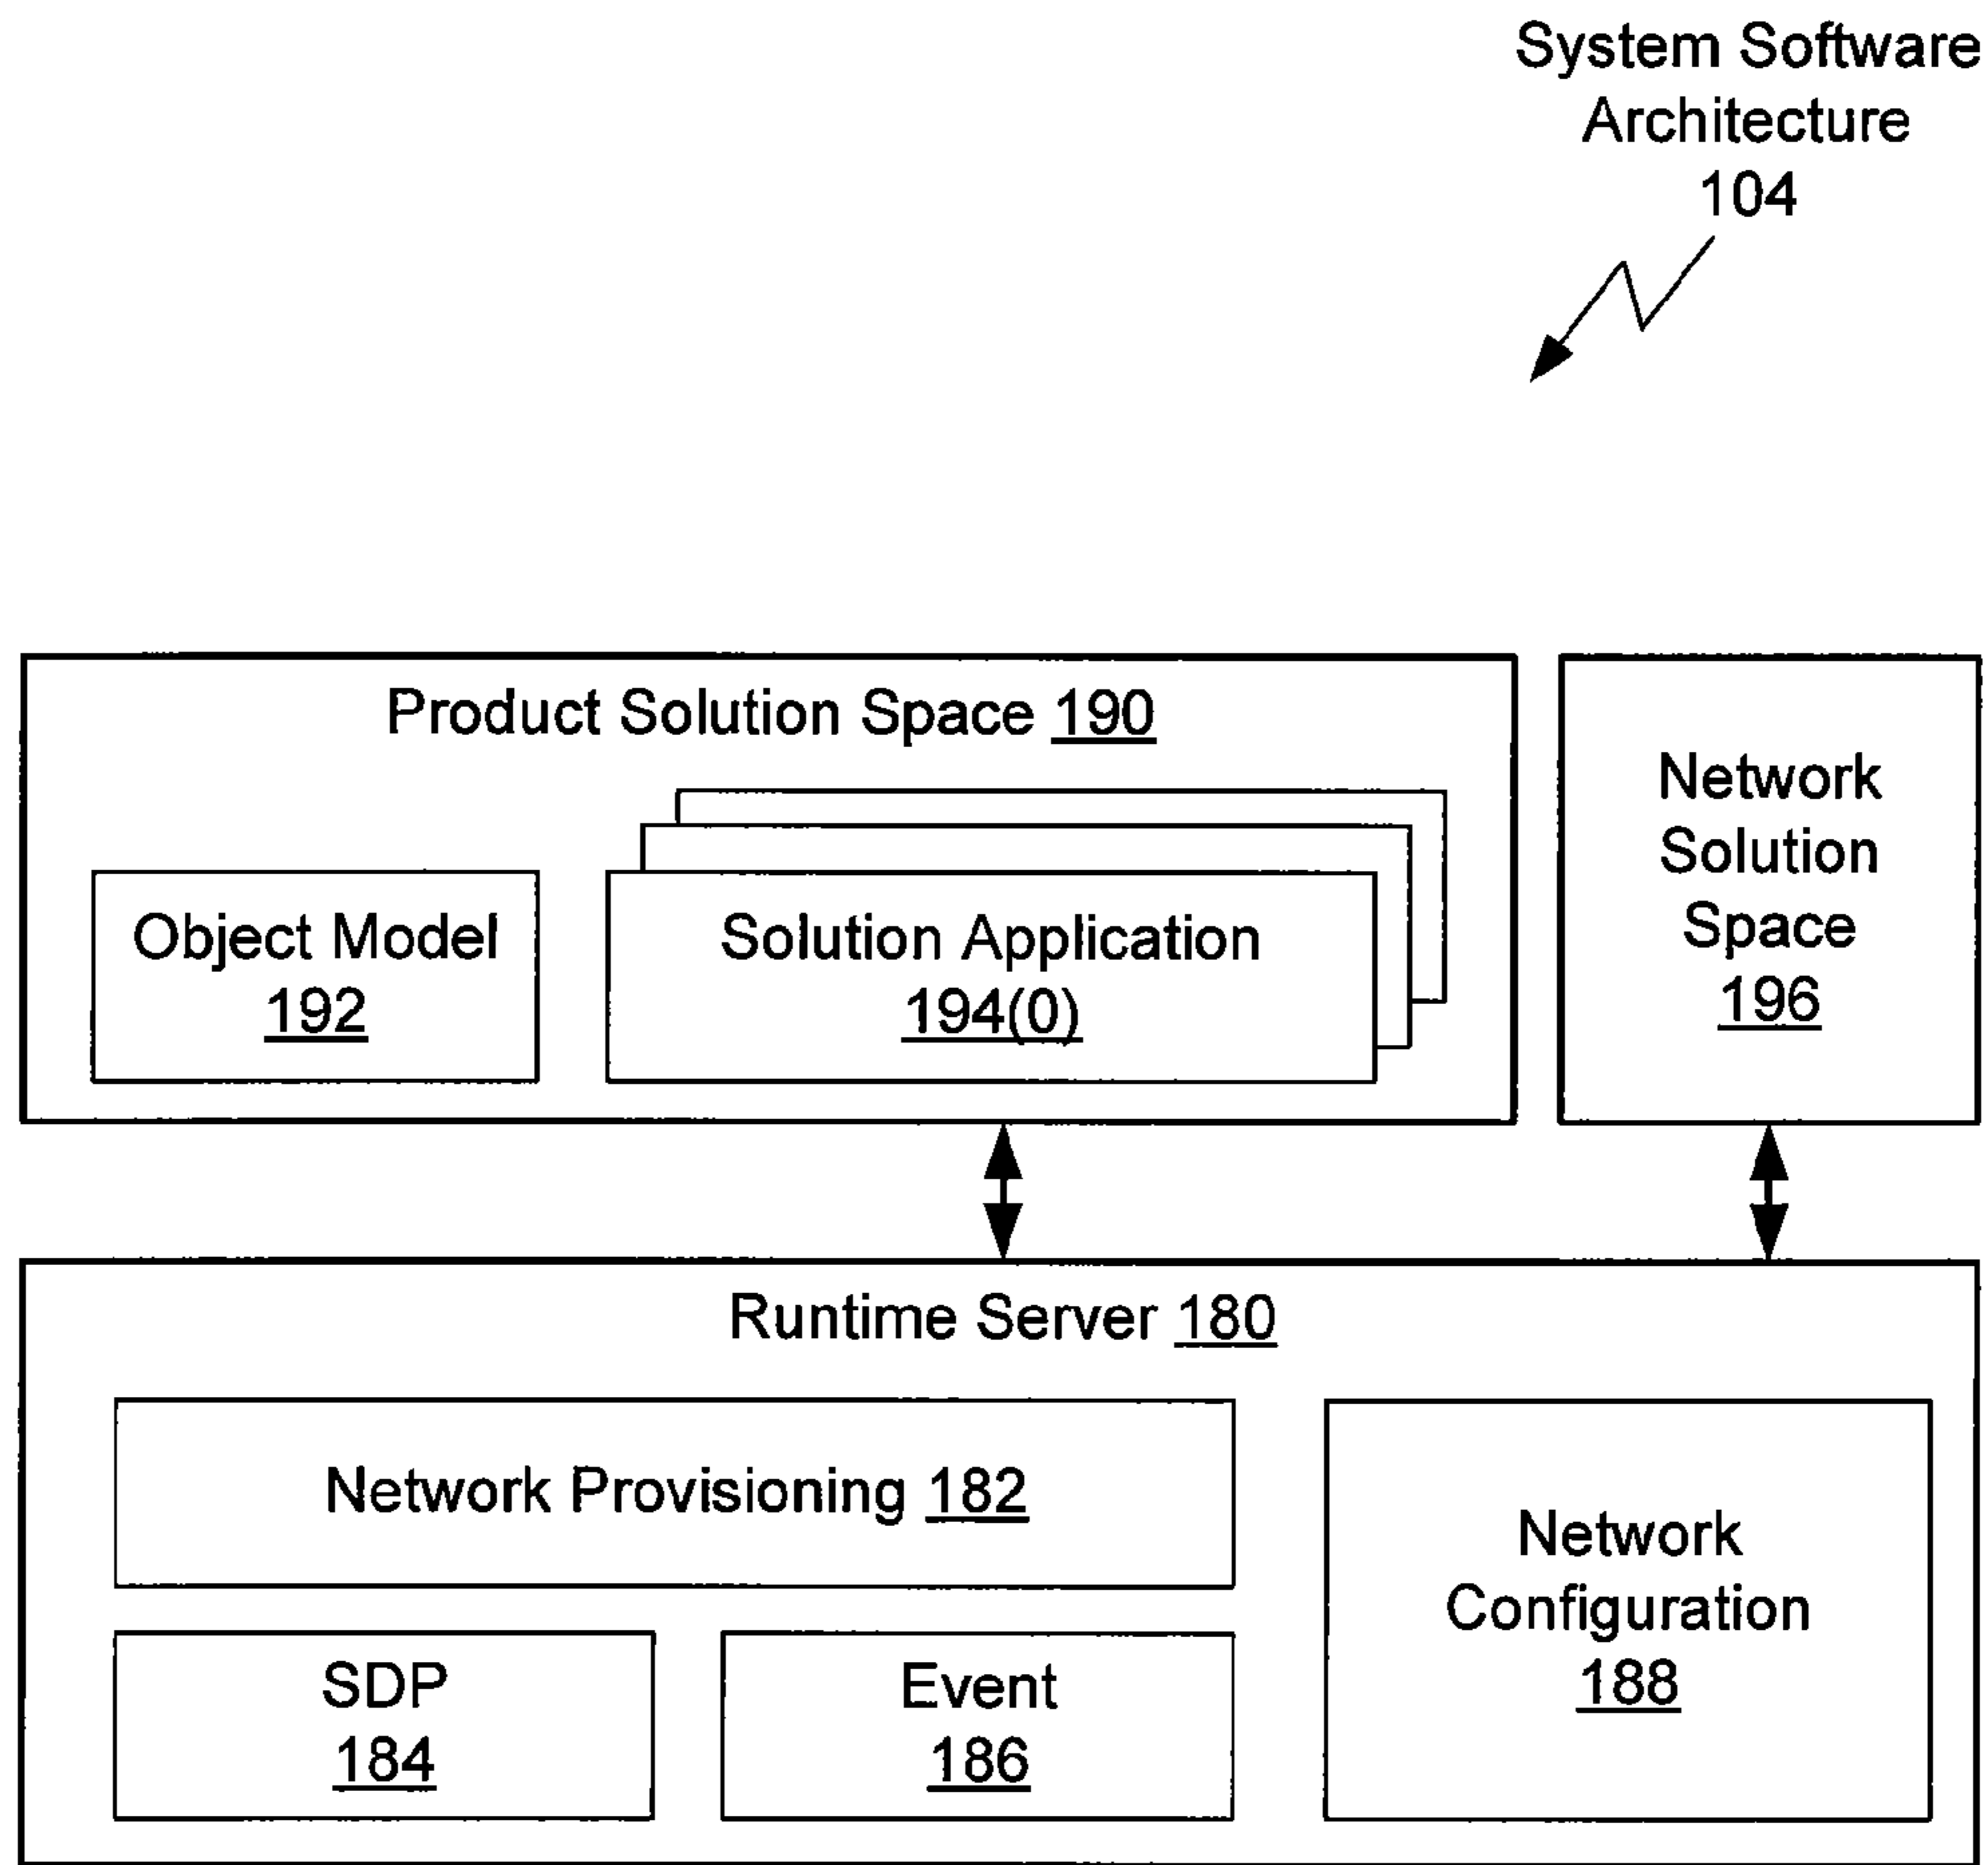 System Software
Architecture
104
Product Solution Space 190
Object Model
192
Solution Application
194(0)
Network
Solution
Space
196
Runtime Server 180
Network Provisioning 182
SDP
184
Event
186
Network
Configuration
188